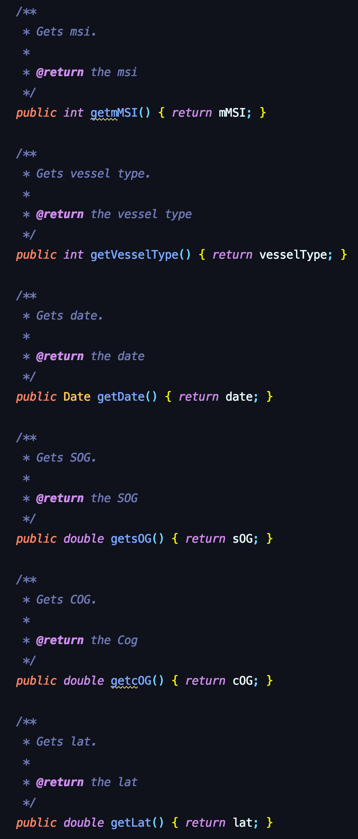 /**
 * Gets msi.
 *
 * @return the msi
 */
public int getmMSI() { return mMSI; }
/**
 * Gets vessel type.
 *
 * @return the vessel type
 */
public int getVesselType() { return vesselType; }
/**
 * Gets date.
 *
 * @return the date
 */
public Date getDate() { return date; }
/**
 * Gets SOG.
 *
 * @return the SOG
 */
public double getsOG() { return sOG; }
/**
 * Gets COG.
 *
 * @return the Cog
 */
public double getcOG() { return cOG; }
/**
 * Gets lat.
 *
 * @return the lat
 */
public double getLat() { return lat; }